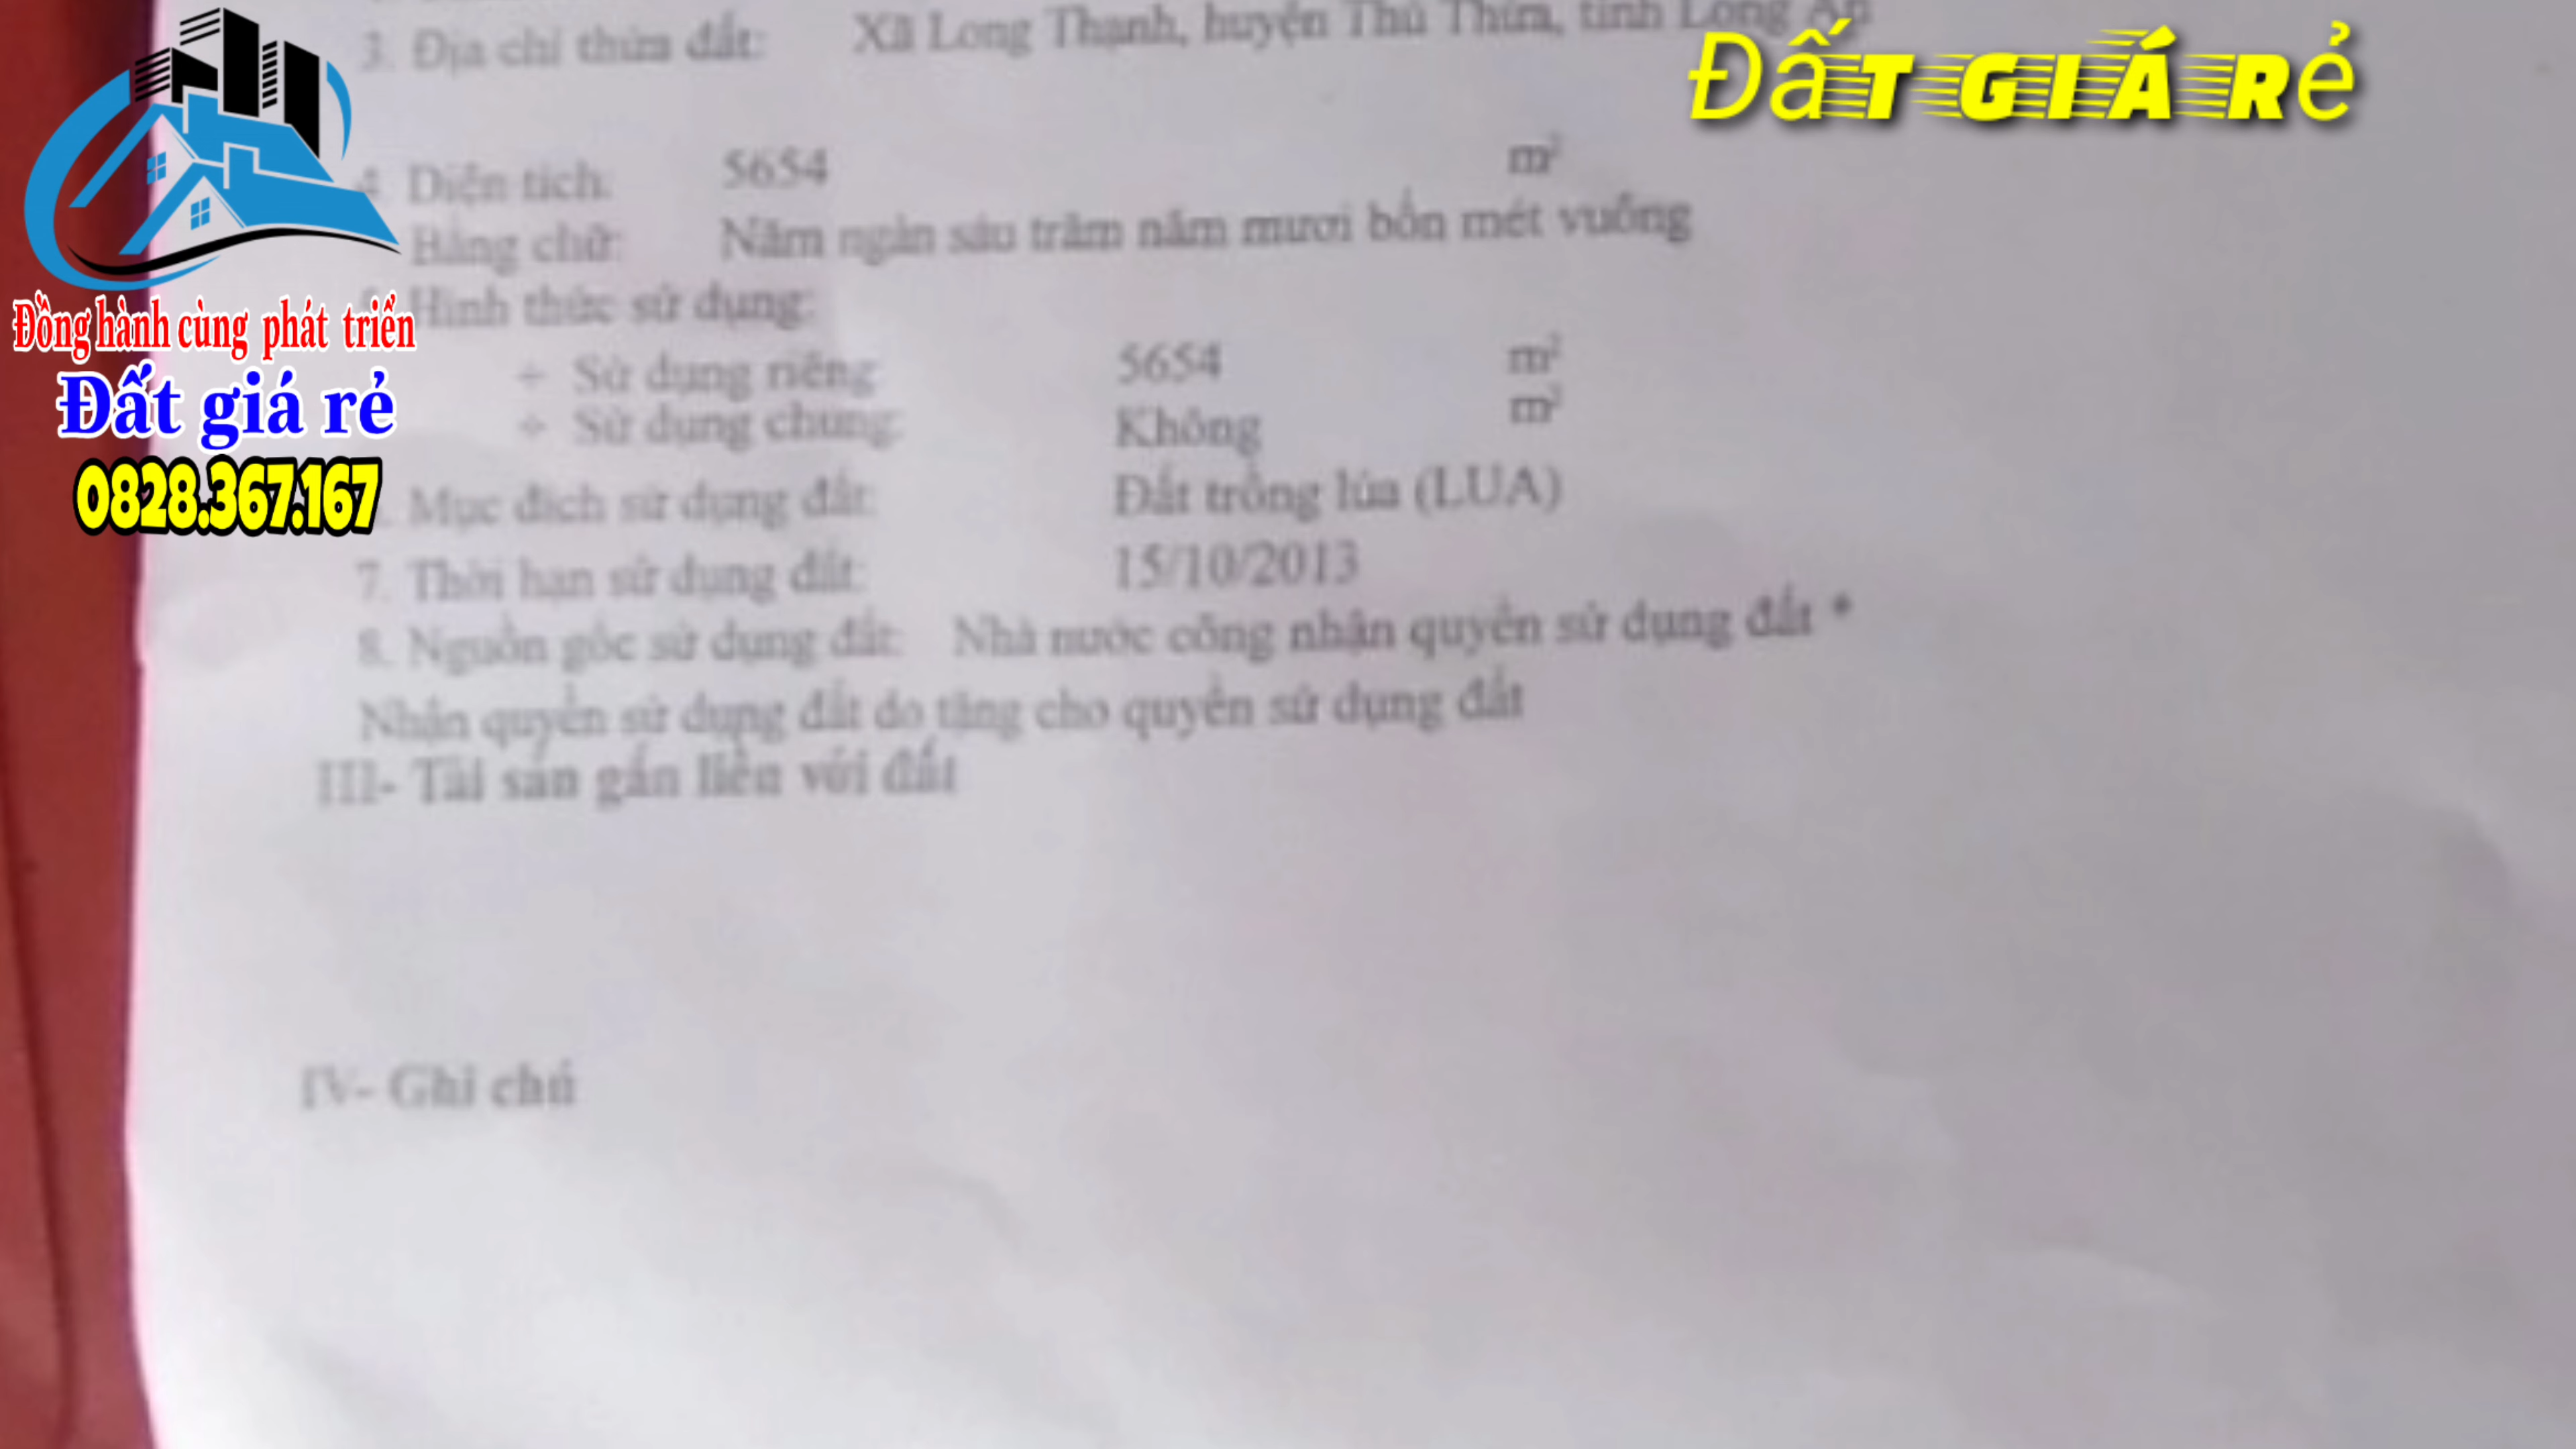 3. Địa chỉ thửa đất: Xã Long Thạnh, huyện Thủ Thừa, tỉnh Long An
ĐấT GIÁ Rẻ
4. Diện tích: 5654 m²
Bằng chữ: Năm ngàn sáu trăm năm mươi bốn mét vuông
Hình thức sử dụng:
+ Sử dụng riêng 5654 m²
+ Sử dụng chung: Không m²
Mục đích sử dụng đất: Đất trồng lúa (LUA)
7. Thời hạn sử dụng đất: 15/10/2013
8. Nguồn gốc sử dụng đất: Nhà nước công nhận quyền sử dụng đất *
Nhận quyền sử dụng đất do tặng cho quyền sử dụng đất
III- Tài sản gắn liền với đất
IV- Ghi chú
Đồng hành cùng phát triển
Đất giá rẻ
0828.367.167